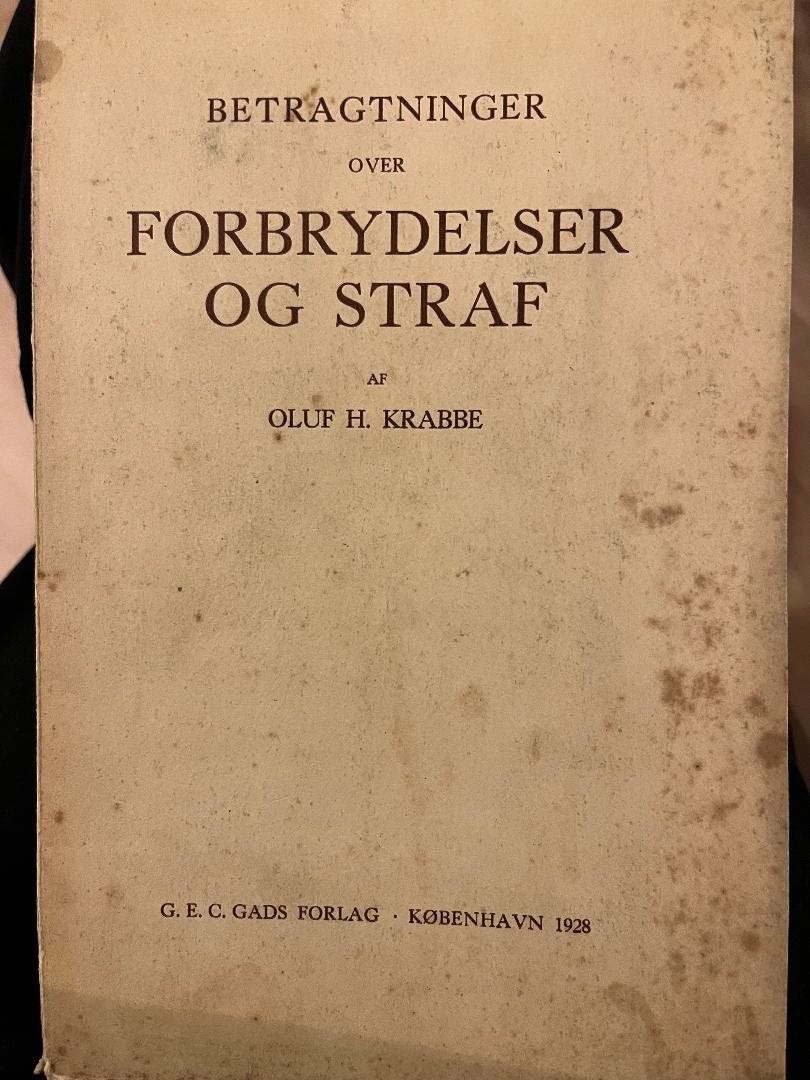 BETRAGTNINGER
OVER
FORBRYDELSER
OG STRAF
AF
OLUF H. KRABBE
G. E. C. GADS FORLAG · KØBENHAVN 1928